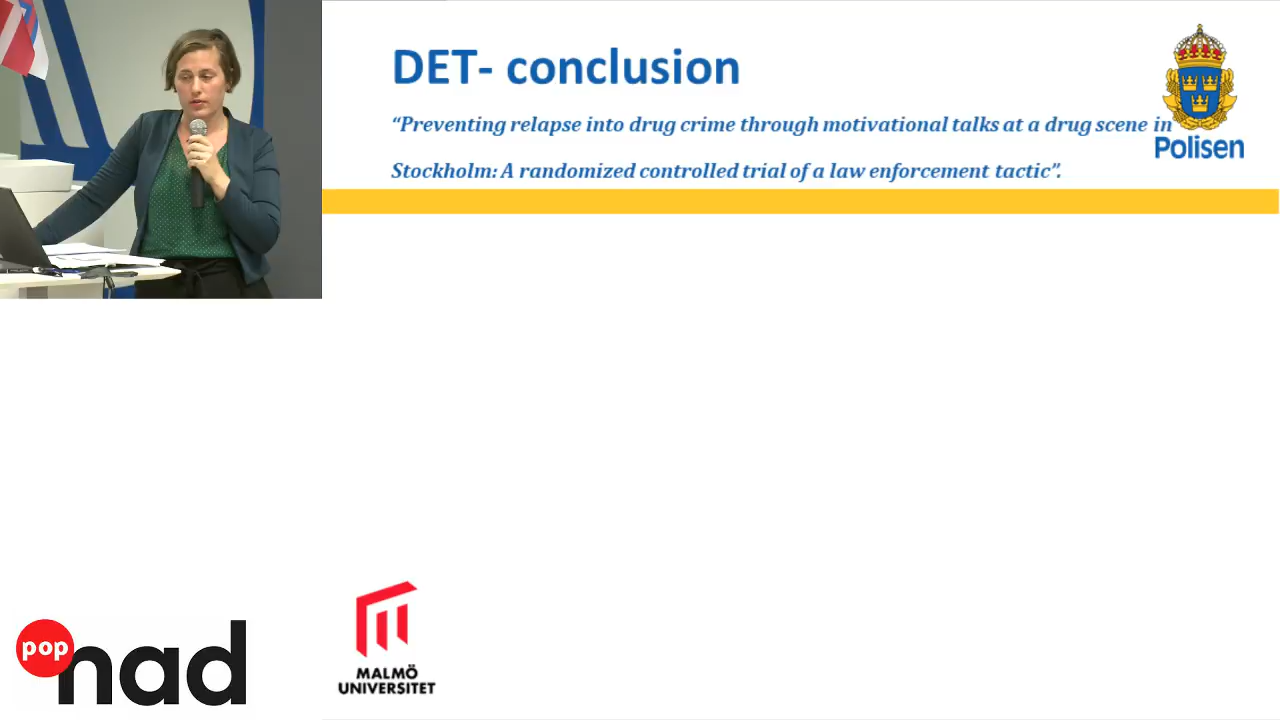 DET- conclusion
“Preventing relapse into drug crime through motivational talks at a drug scene in
Stockholm: A randomized controlled trial of a law enforcement tactic”.
Polisen
pop
nad
MALMÖ
UNIVERSITET